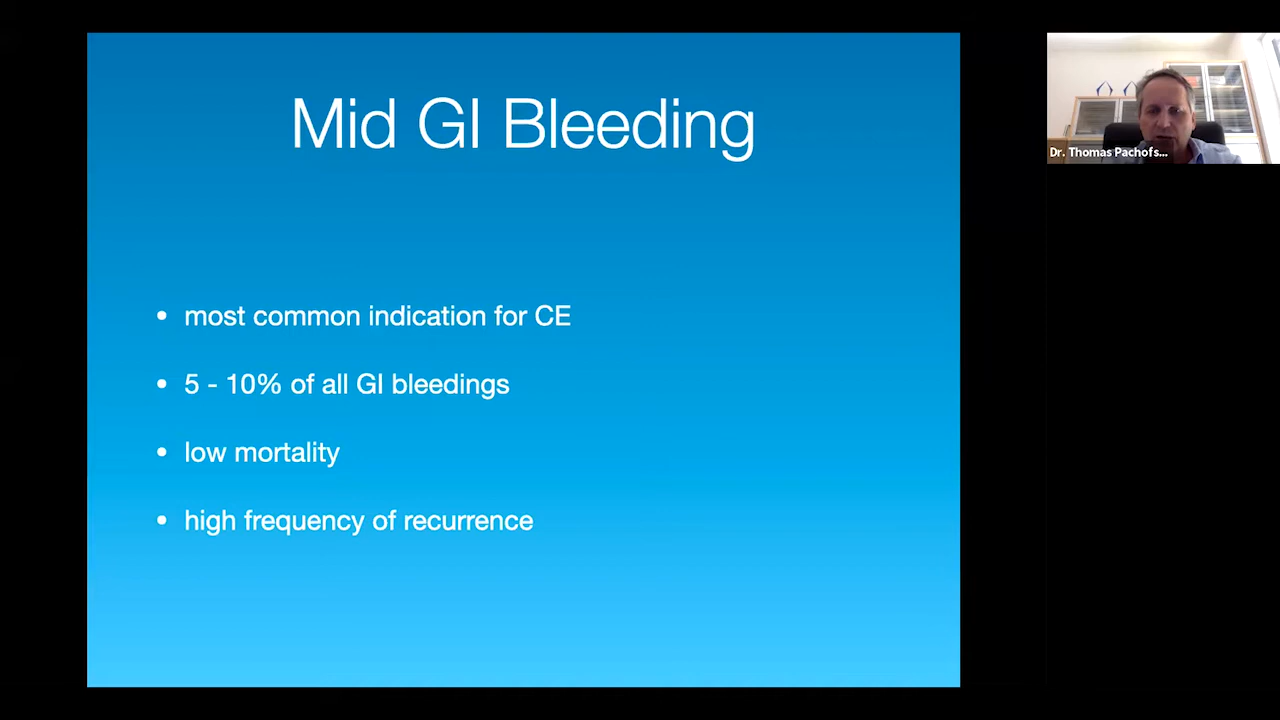 Mid GI Bleeding
• most common indication for CE
• 5 - 10% of all GI bleedings
• low mortality
• high frequency of recurrence
Dr. Thomas Pachofs...